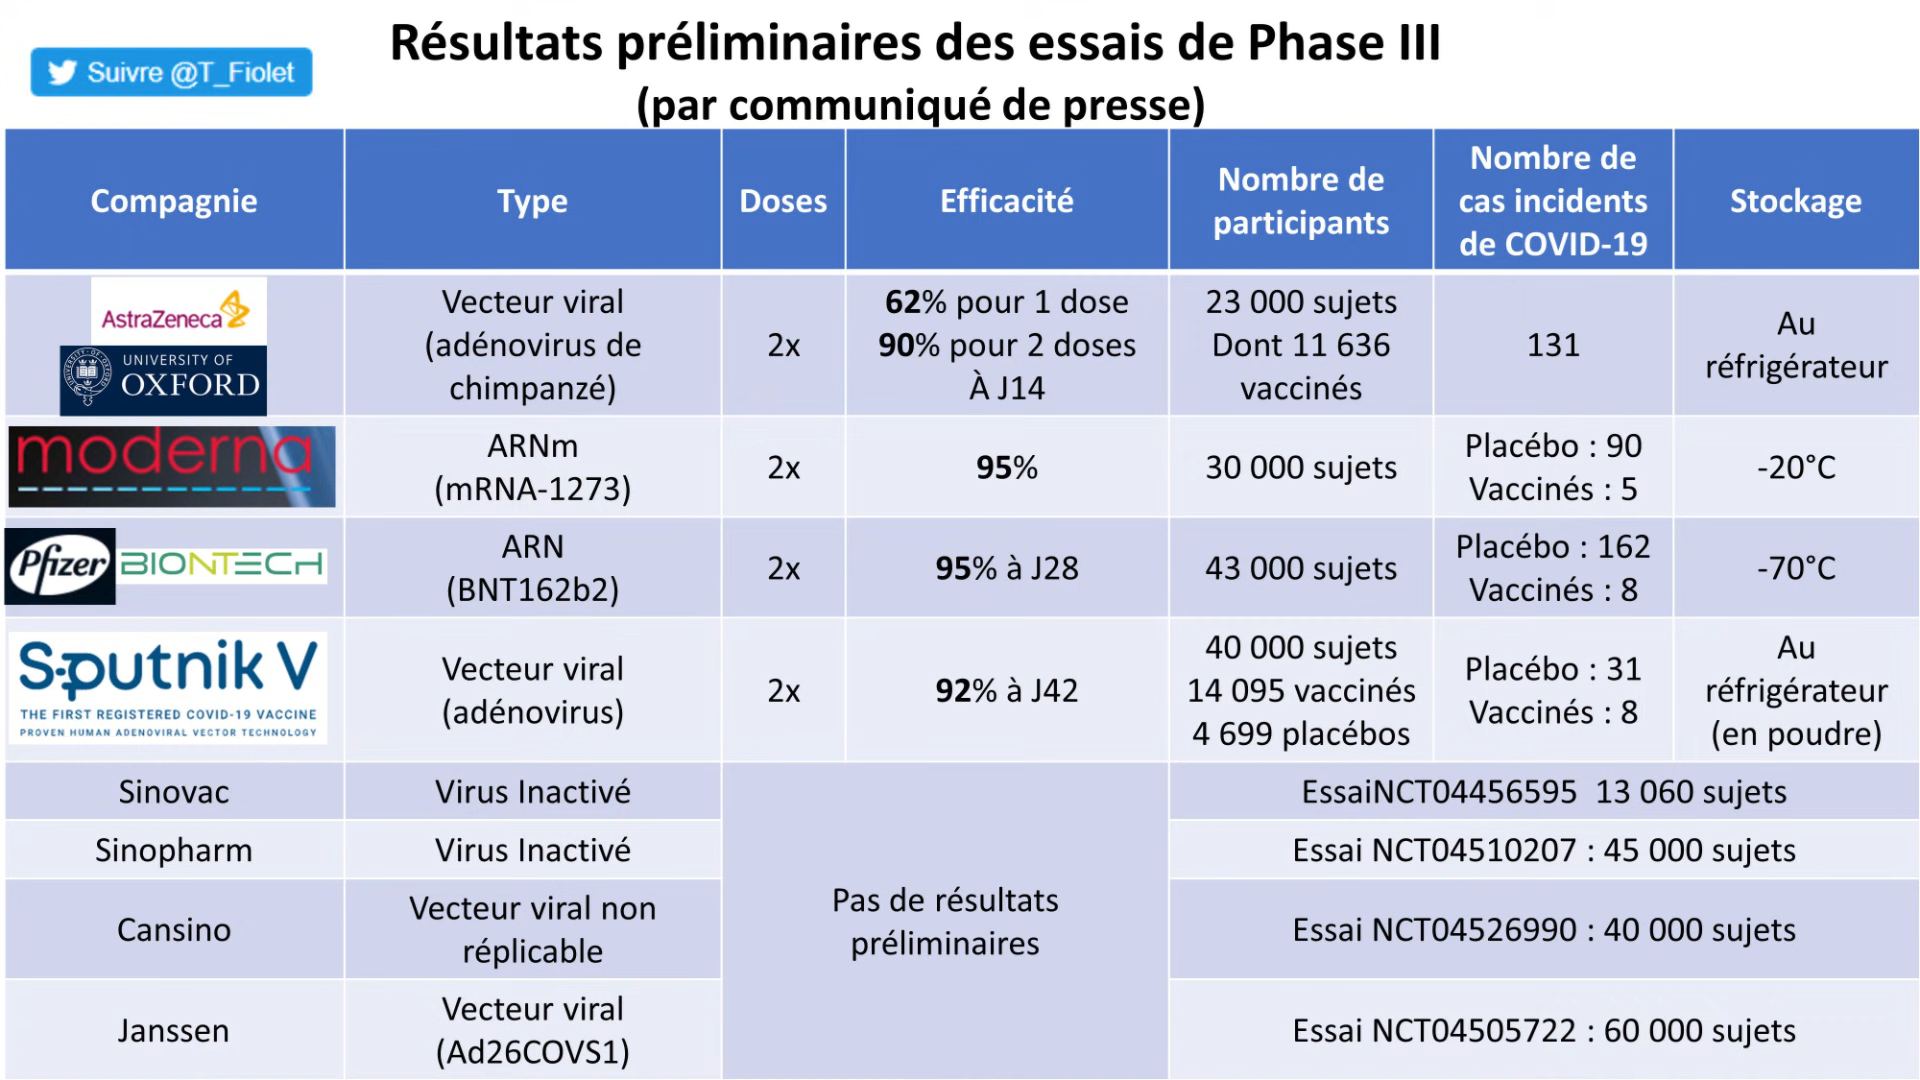 Résultats préliminaires des essais de Phase III
(par communiqué de presse)
Suivre @T_Fiolet
Compagnie
Type
Doses
Efficacité
Nombre de
participants
Nombre de
cas incidents
de COVID-19
Stockage
AstraZeneca
UNIVERSITY OF
OXFORD
Vecteur viral
(adénovirus de
chimpanzé)
2x
62% pour 1 dose
90% pour 2 doses
À J14
23 000 sujets
Dont 11 636
vaccinés
131
Au
réfrigérateur
moderna
ARNm
(mRNA-1273)
2x
95%
30 000 sujets
Placébo : 90
Vaccinés : 5
-20°C
Pfizer BIONTECH
ARN
(BNT162b2)
2x
95% à J28
43 000 sujets
Placébo : 162
Vaccinés : 8
-70°C
Sputnik V
THE FIRST REGISTERED COVID-19 VACCINE
PROVEN HUMAN ADENOVIRAL VECTOR TECHNOLOGY
Vecteur viral
(adénovirus)
2x
92% à J42
40 000 sujets
14 095 vaccinés
4 699 placébos
Placébo : 31
Vaccinés : 8
Au
réfrigérateur
(en poudre)
Sinovac
Virus Inactivé
EssaiNCT04456595 13 060 sujets
Sinopharm
Virus Inactivé
Essai NCT04510207 : 45 000 sujets
Pas de résultats
préliminaires
Cansino
Vecteur viral non
réplicable
Essai NCT04526990 : 40 000 sujets
Janssen
Vecteur viral
(Ad26COVS1)
Essai NCT04505722 : 60 000 sujets